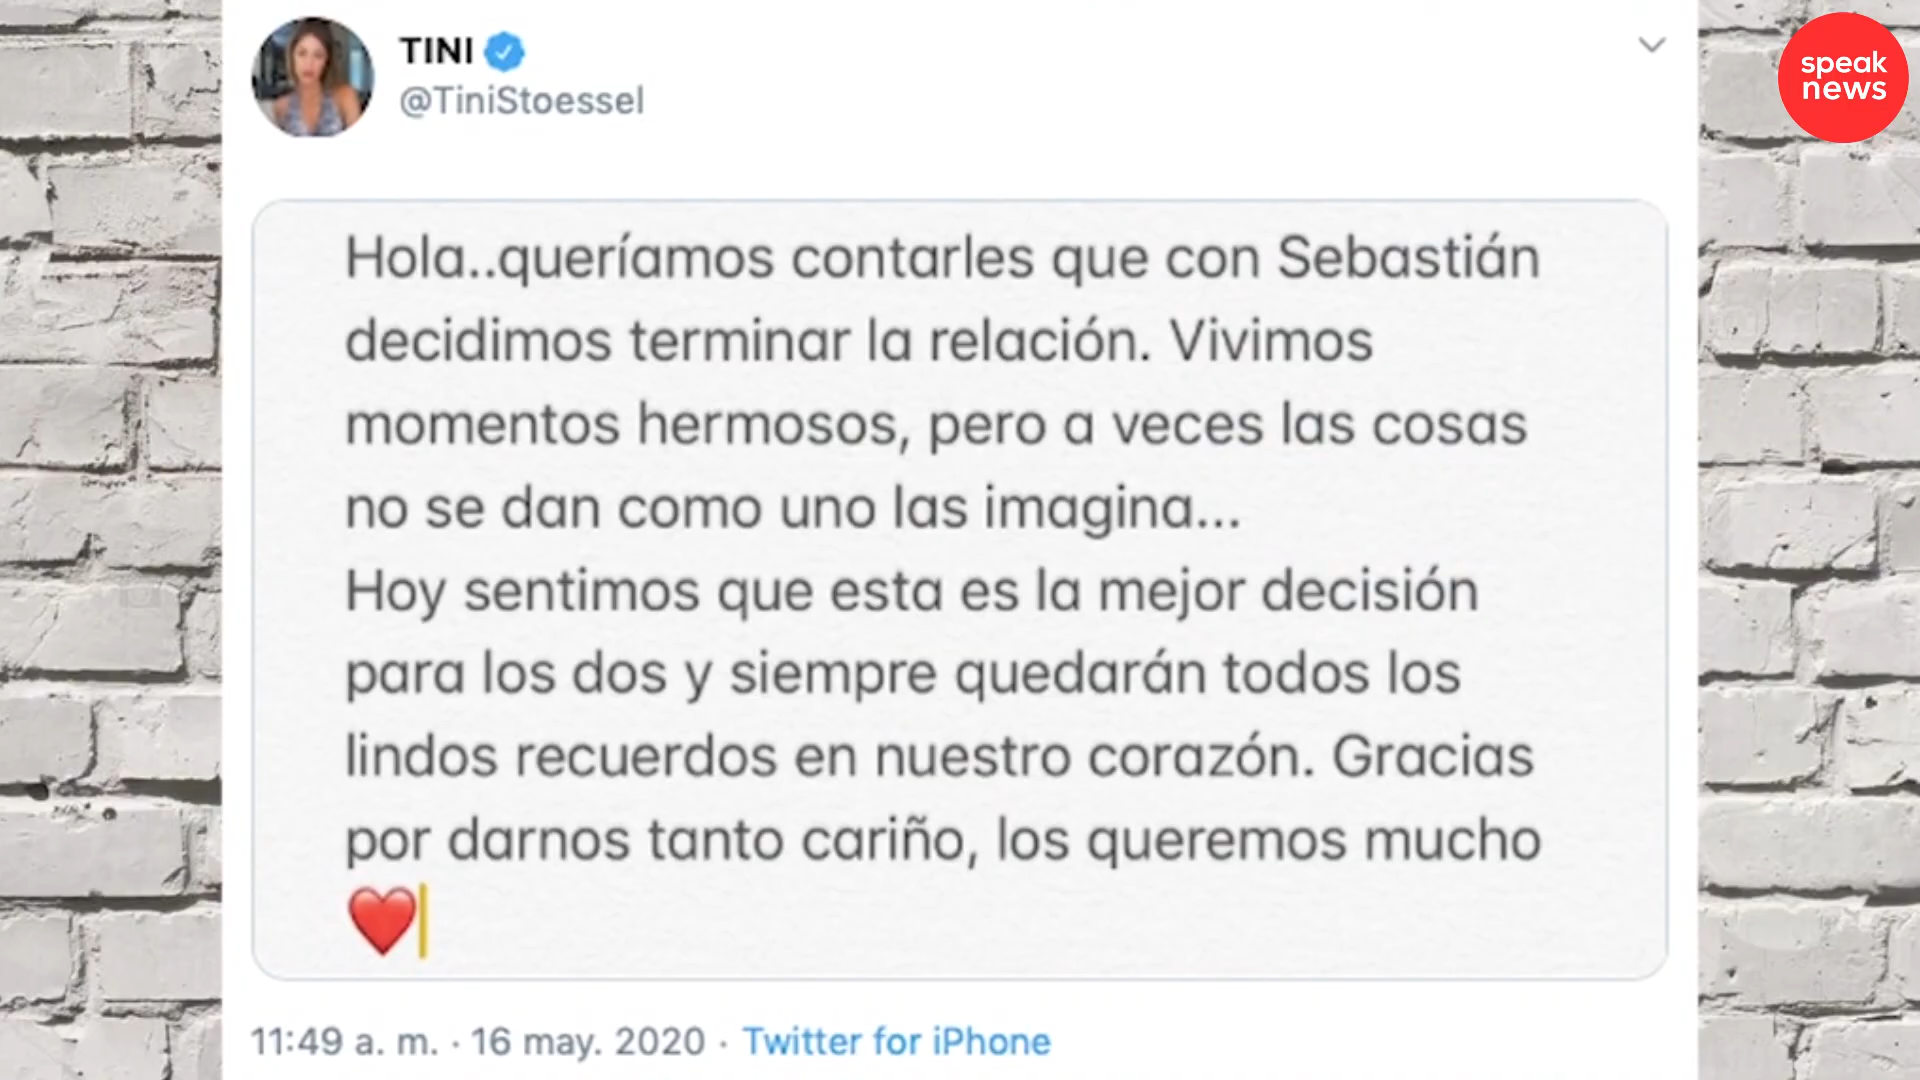 TINI
@TiniStoessel
speak
news
Hola..queríamos contarles que con Sebastián
decidimos terminar la relación. Vivimos
momentos hermosos, pero a veces las cosas
no se dan como uno las imagina...
Hoy sentimos que esta es la mejor decisión
para los dos y siempre quedarán todos los
lindos recuerdos en nuestro corazón. Gracias
por darnos tanto cariño, los queremos mucho
❤️
11:49 a. m. · 16 may. 2020 · Twitter for iPhone